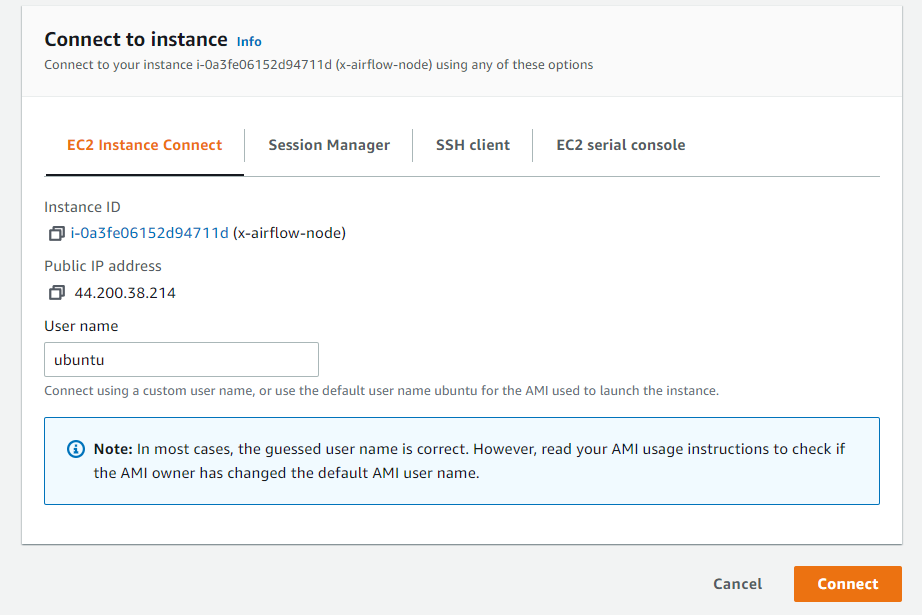 Connect to instance Info
Connect to your instance i-0a3fe06152d94711d (x-airflow-node) using any of these options
EC2 Instance Connect
Session Manager
SSH client
EC2 serial console
Instance ID
i-0a3fe06152d94711d (x-airflow-node)
Public IP address
44.200.38.214
User name
ubuntu
Connect using a custom user name, or use the default user name ubuntu for the AMI used to launch the instance.
Note: In most cases, the guessed user name is correct. However, read your AMI usage instructions to check if
the AMI owner has changed the default AMI user name.
Cancel
Connect